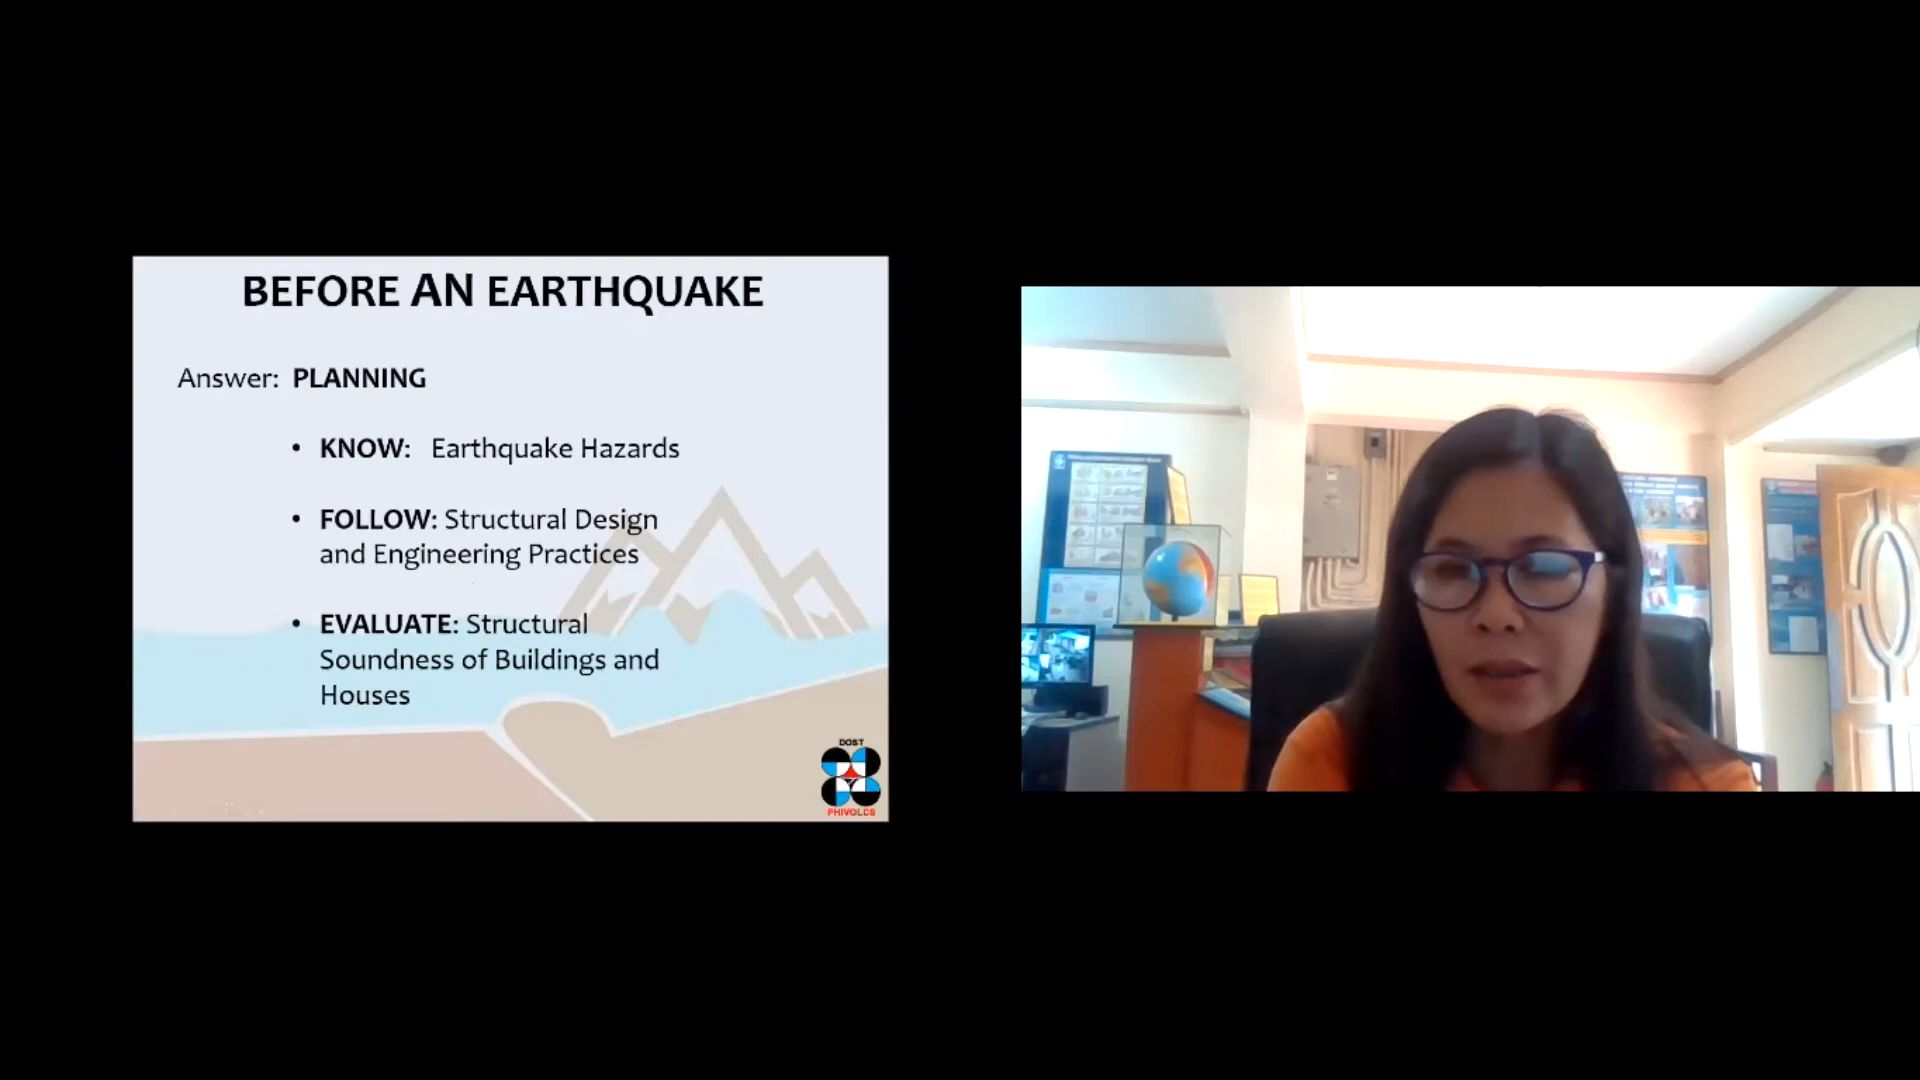 BEFORE AN EARTHQUAKE
Answer: PLANNING
• KNOW: Earthquake Hazards
• FOLLOW: Structural Design
and Engineering Practices
• EVALUATE: Structural
Soundness of Buildings and
Houses
DOST
PHIVOLCS